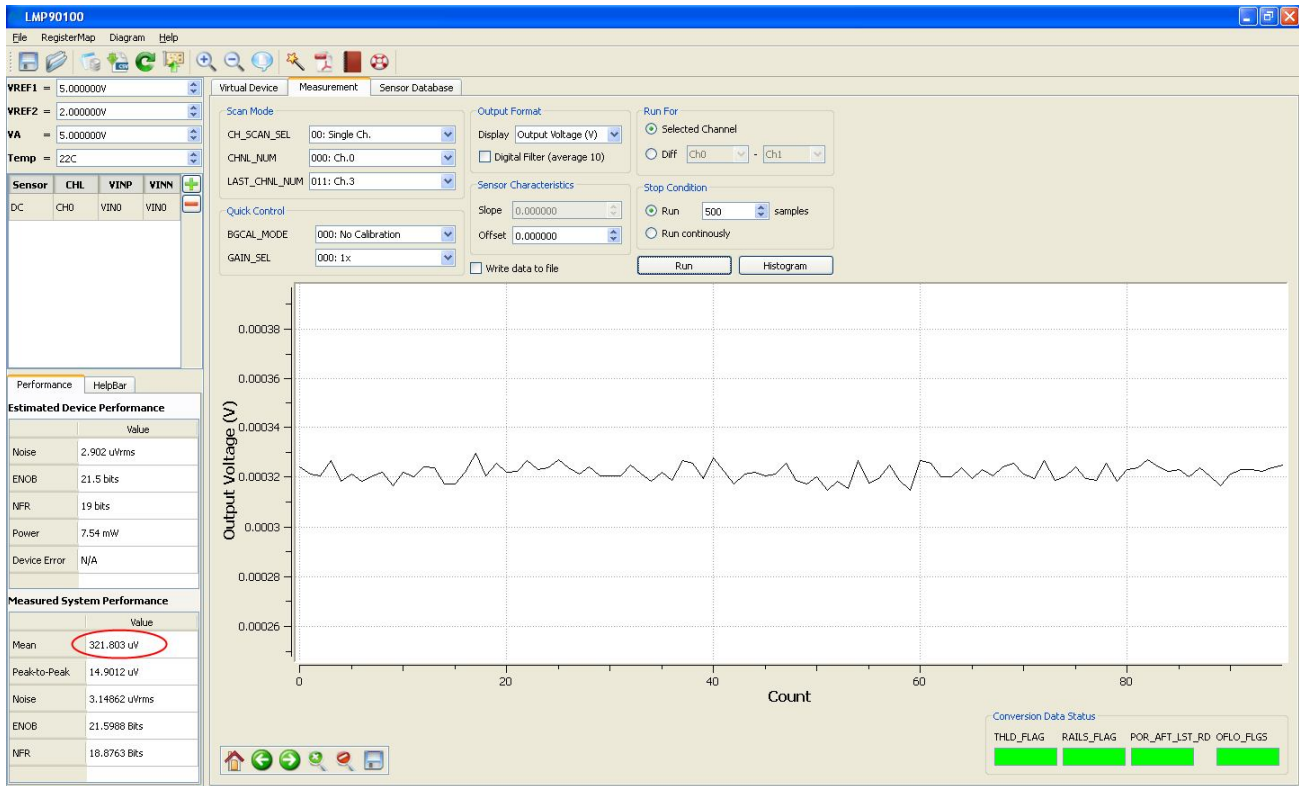 LMP90100
File RegisterMap Diagram Help
VREF1 = 5.000000V
VREF2 = 2.000000V
VA = 5.000000V
Temp = 22C
Sensor CHL VINP VINN
DC CH0 VIN0 VIN0
Performance HelpBar
Estimated Device Performance
Value
Noise 2.902 uVrms
ENOB 21.5 bits
NFR 19 bits
Power 7.54 mW
Device Error N/A
Measured System Performance
Value
Mean 321.803 uV
Peak-to-Peak 14.9012 uV
Noise 3.14862 uVrms
ENOB 21.5988 Bits
NFR 18.8763 Bits
Virtual Device Measurement Sensor Database
Scan Mode
CH_SCAN_SEL 00: Single Ch.
CHNL_NUM 000: Ch.0
LAST_CHNL_NUM 011: Ch.3
Quick Control
BGCAL_MODE 000: No Calibration
GAIN_SEL 000: 1x
Output Format
Display Output Voltage (V)
Digital Filter (average 10)
Sensor Characteristics
Slope 0.000000
Offset 0.000000
Write data to file
Run For
Selected Channel
Diff Ch0 - Ch1
Stop Condition
Run 500 samples
Run continously
Run Histogram
Output Voltage (V)
0.00038
0.00036
0.00034
0.00032
0.0003
0.00028
0.00026
0 20 40 60 80
Count
Conversion Data Status
THLD_FLAG RAILS_FLAG POR_AFT_LST_RD OFLO_FLGS